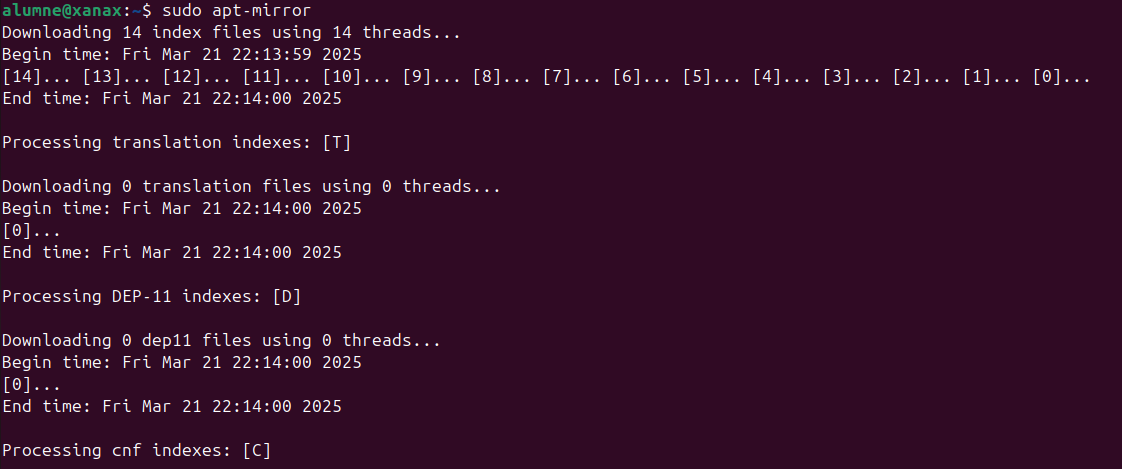 alumne@xanax:~$ sudo apt-mirror
Downloading 14 index files using 14 threads...
Begin time: Fri Mar 21 22:13:59 2025
[14]... [13]... [12]... [11]... [10]... [9]... [8]... [7]... [6]... [5]... [4]... [3]... [2]... [1]... [0]...
End time: Fri Mar 21 22:14:00 2025
Processing translation indexes: [T]
Downloading 0 translation files using 0 threads...
Begin time: Fri Mar 21 22:14:00 2025
[0]...
End time: Fri Mar 21 22:14:00 2025
Processing DEP-11 indexes: [D]
Downloading 0 dep11 files using 0 threads...
Begin time: Fri Mar 21 22:14:00 2025
[0]...
End time: Fri Mar 21 22:14:00 2025
Processing cnf indexes: [C]